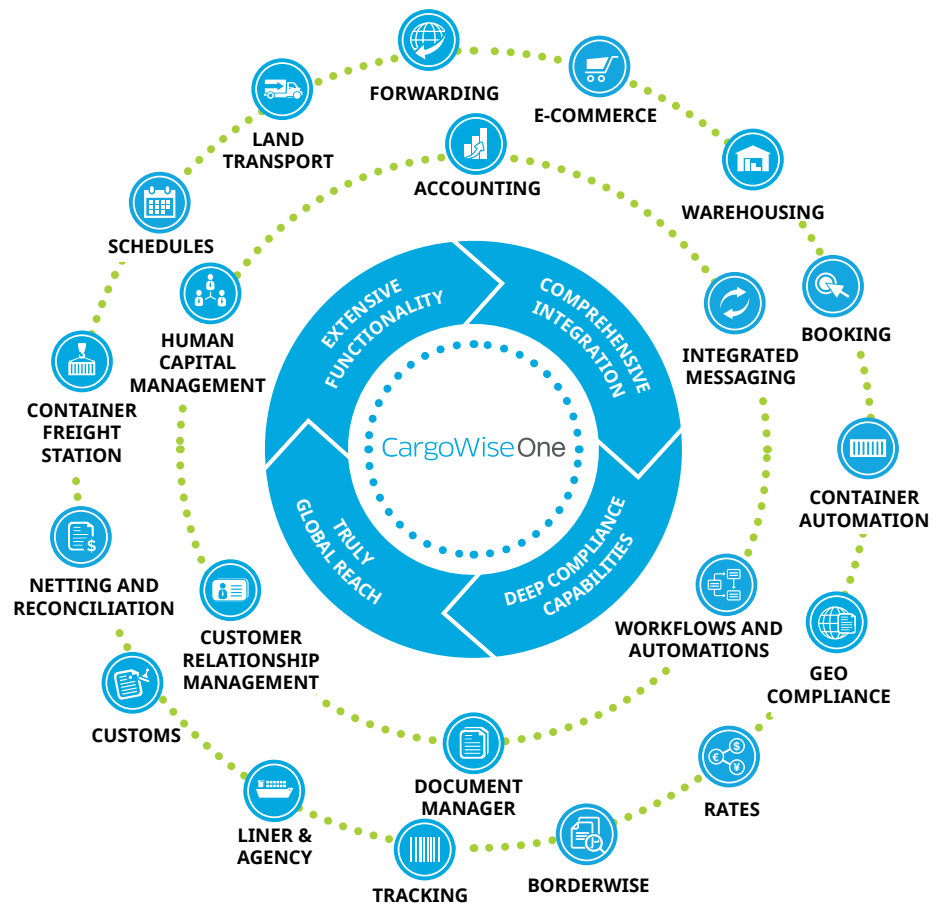 FORWARDING
E-COMMERCE
LAND
TRANSPORT
ACCOUNTING
WAREHOUSING
SCHEDULES
HUMAN
CAPITAL
MANAGEMENT
EXTENSIVE
FUNCTIONALITY
COMPREHENSIVE
INTEGRATION
INTEGRATED
MESSAGING
BOOKING
CONTAINER
FREIGHT
STATION
CargoWise One
CONTAINER
AUTOMATION
TRULY
GLOBAL REACH
DEEP COMPLIANCE
CAPABILITIES
NETTING AND
RECONCILIATION
CUSTOMER
RELATIONSHIP
MANAGEMENT
WORKFLOWS AND
AUTOMATIONS
GEO
COMPLIANCE
CUSTOMS
DOCUMENT
MANAGER
RATES
LINER &
AGENCY
TRACKING
BORDERWISE